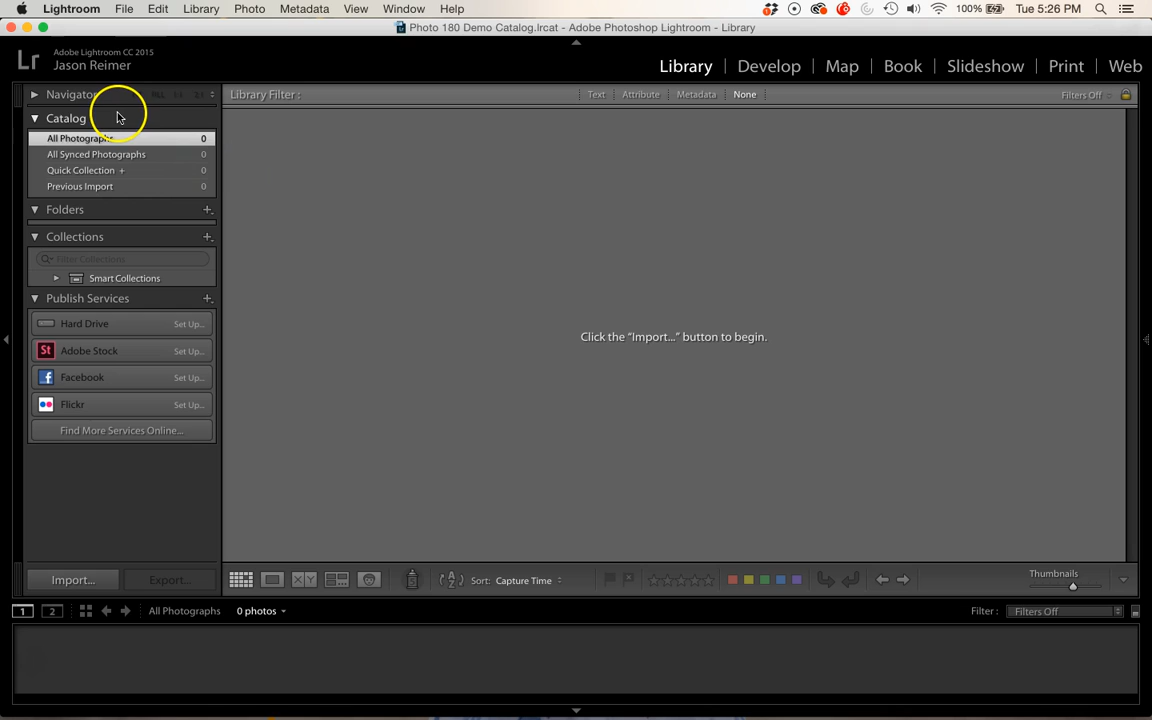 Lightroom File Edit Library Photo Metadata View Window Help 100% Tue 5:26 PM
Photo 180 Demo Catalog.lrcat - Adobe Photoshop Lightroom - Library
Lr Adobe Lightroom CC 2015
Jason Reimer
Library | Develop | Map | Book | Slideshow | Print | Web
Navigator FILL
Library Filter : Text Attribute Metadata None Filters Off
Catalog
All Photographs 0
All Synced Photographs 0
Quick Collection + 0
Previous Import 0
Folders
Collections
Filter Collections
Smart Collections
Publish Services
Hard Drive Set Up...
St Adobe Stock Set Up...
Facebook Set Up...
Flickr Set Up...
Find More Services Online...
Click the “Import...” button to begin.
Import... Export...
X Y
A Z Sort: Capture Time
Thumbnails
1 2 All Photographs 0 photos
Filter : Filters Off